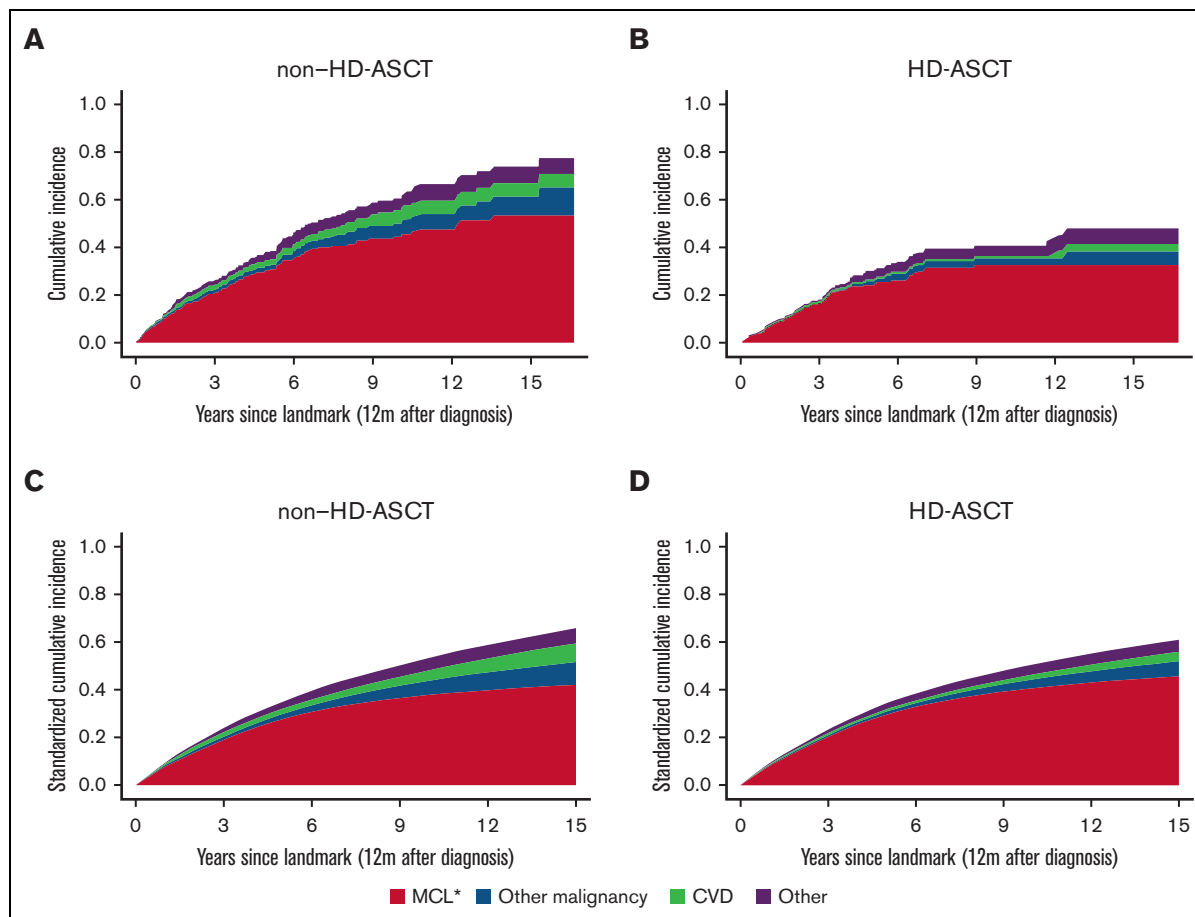 A
non–HD-ASCT
Cumulative incidence
1.0
0.8
0.6
0.4
0.2
0.0
0 3 6 9 12 15
Years since landmark (12m after diagnosis)
B
HD-ASCT
Cumulative incidence
1.0
0.8
0.6
0.4
0.2
0.0
0 3 6 9 12 15
Years since landmark (12m after diagnosis)
C
non–HD-ASCT
Standardized cumulative incidence
1.0
0.8
0.6
0.4
0.2
0.0
0 3 6 9 12 15
Years since landmark (12m after diagnosis)
D
HD-ASCT
Standardized cumulative incidence
1.0
0.8
0.6
0.4
0.2
0.0
0 3 6 9 12 15
Years since landmark (12m after diagnosis)
MCL* Other malignancy CVD Other